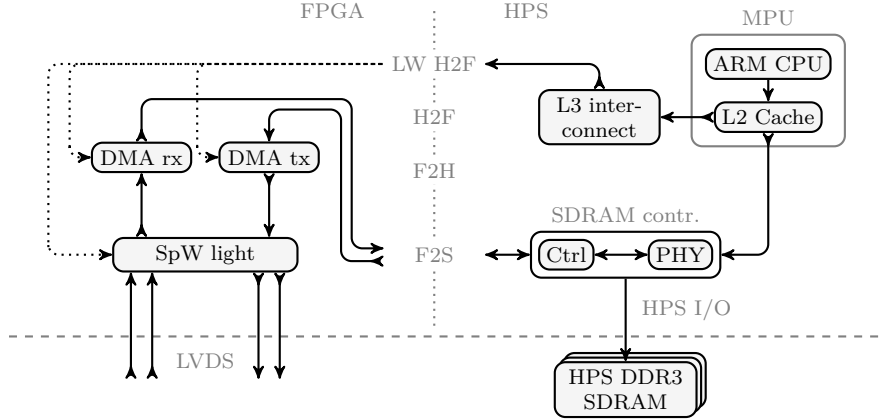 FPGA
HPS
MPU
LW H2F
ARM CPU
L3 inter-
connect
H2F
L2 Cache
DMA rx
DMA tx
F2H
SDRAM contr.
SpW light
F2S
Ctrl
PHY
HPS I/O
LVDS
HPS DDR3
SDRAM